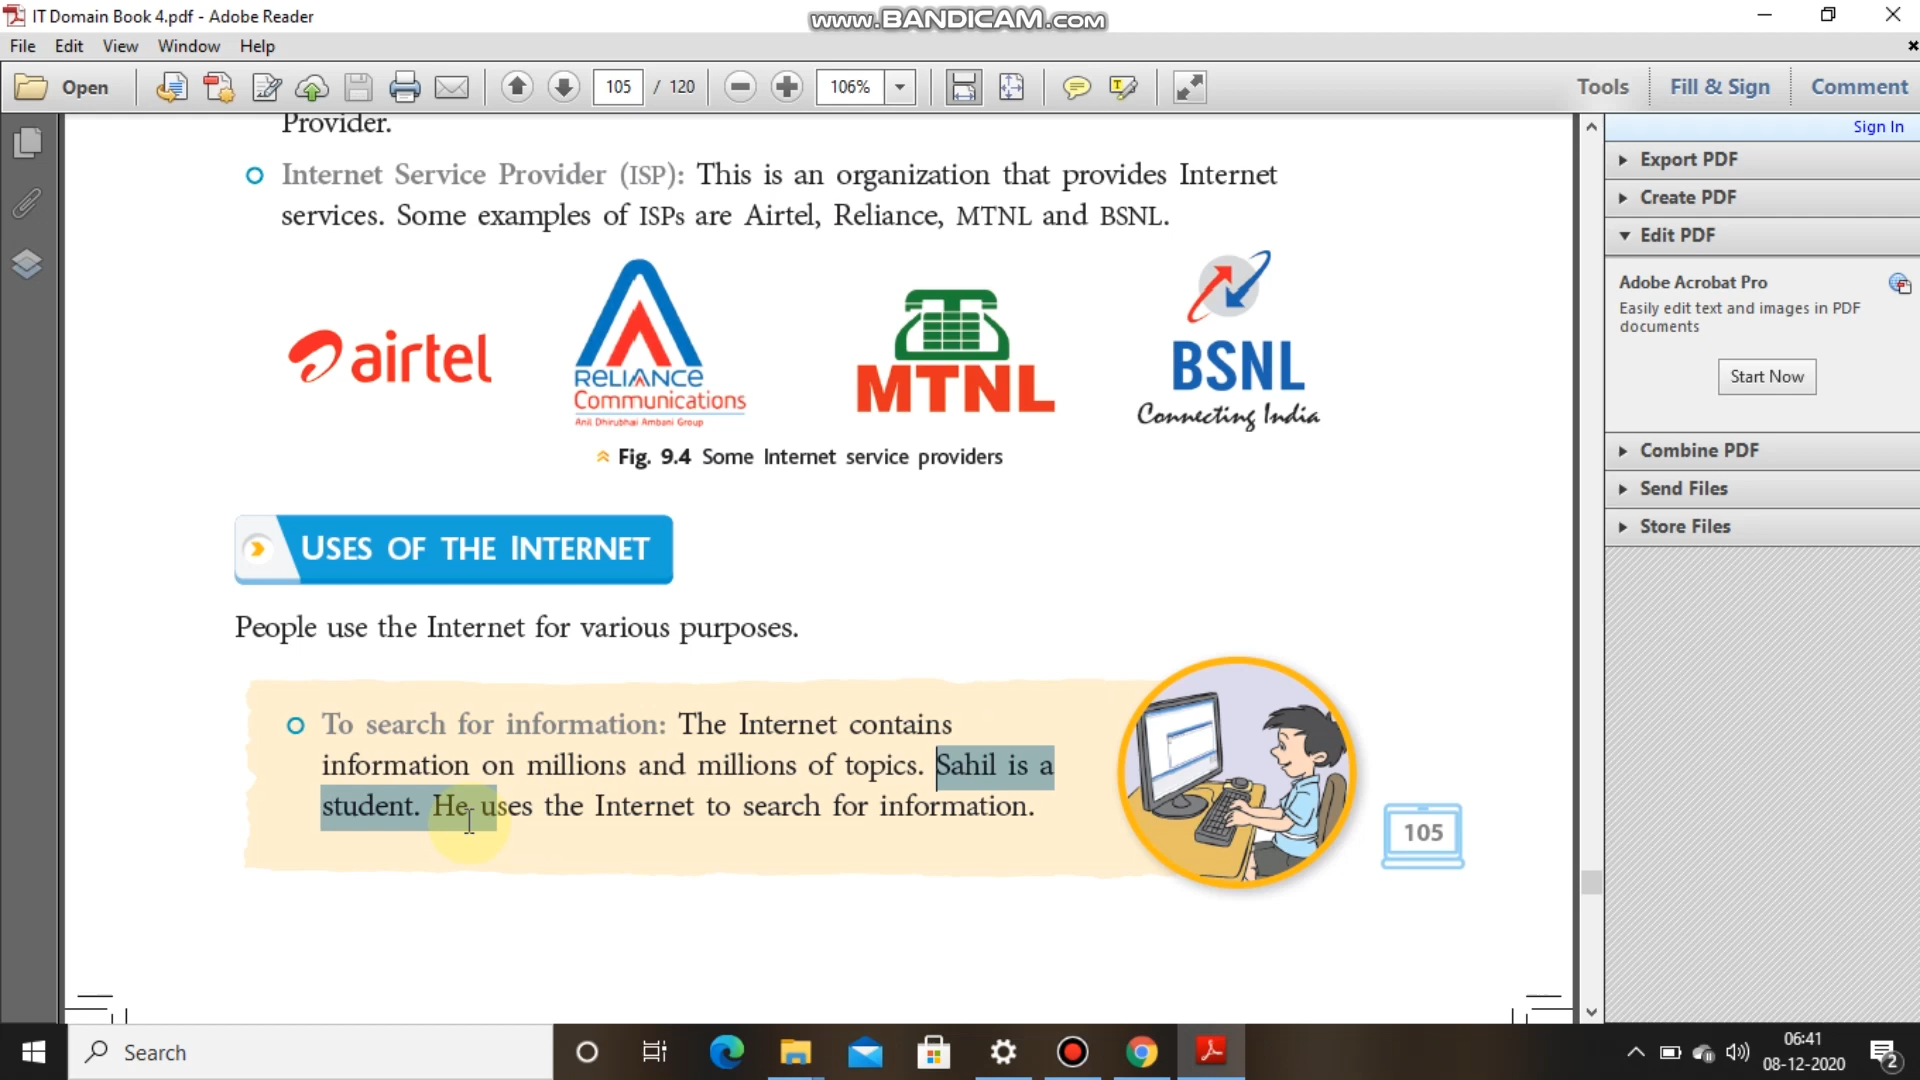 IT Domain Book 4.pdf - Adobe Reader
www.BANDICAM.com
File Edit View Window Help
Open 105 / 120 106% Tools Fill & Sign Comment
Sign In
Export PDF
Create PDF
Edit PDF
Adobe Acrobat Pro
Easily edit text and images in PDF
documents
Start Now
Combine PDF
Send Files
Store Files
Provider.
Internet Service Provider (ISP): This is an organization that provides Internet
services. Some examples of ISPs are Airtel, Reliance, MTNL and BSNL.
airtel
RELIANCE
Communications
Anil Dhirubhai Ambani Group
MTNL
BSNL
Connecting India
Fig. 9.4 Some Internet service providers
USES OF THE INTERNET
People use the Internet for various purposes.
To search for information: The Internet contains
information on millions and millions of topics. Sahil is a
student. He uses the Internet to search for information.
105
Search
06:41
08-12-2020
2